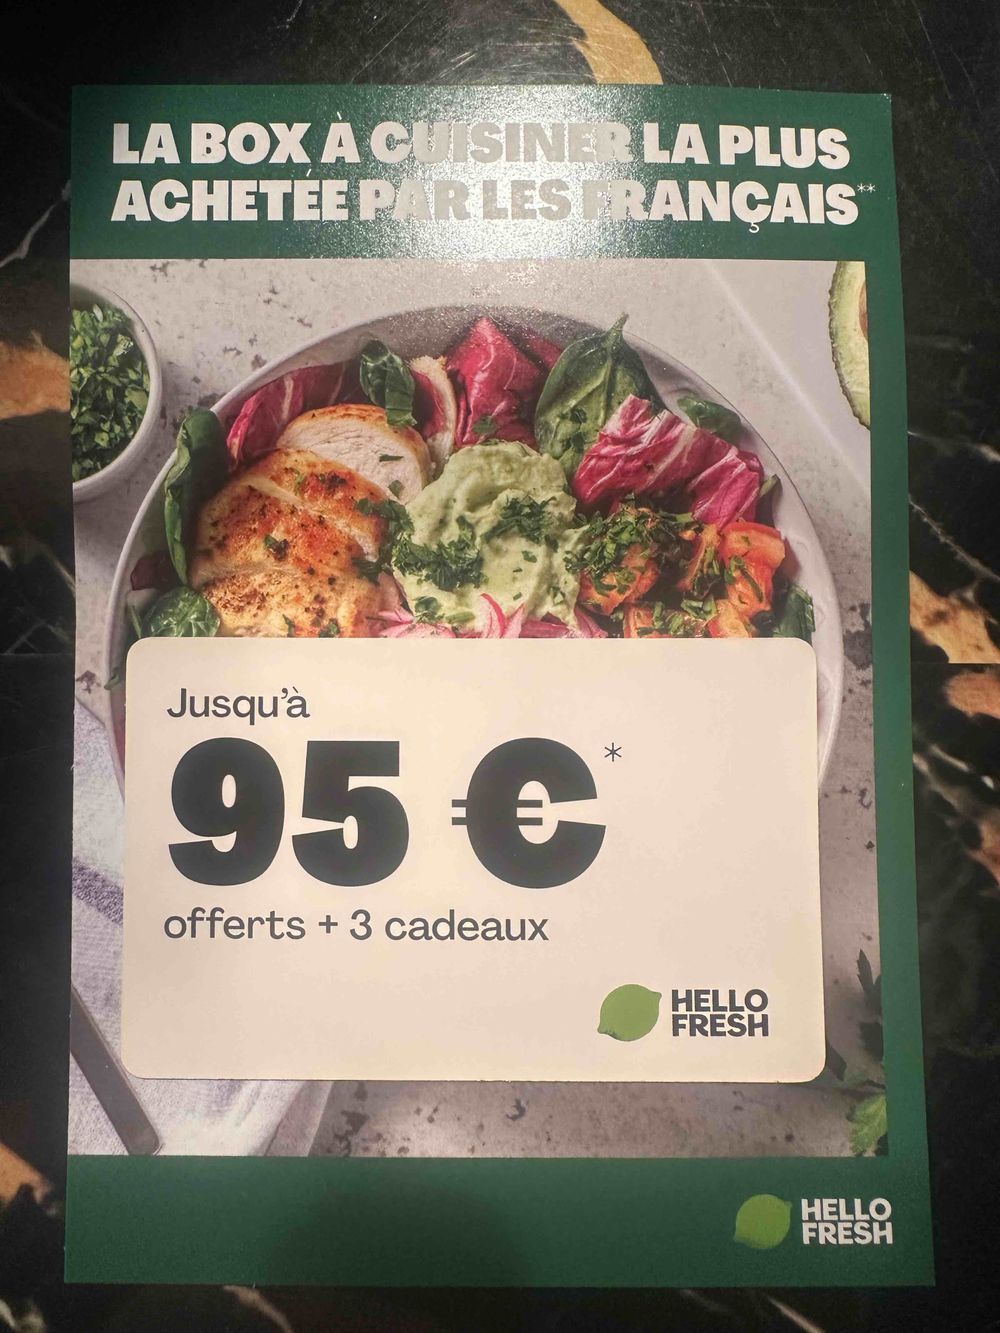 LA BOX À CUISINER LA PLUS
ACHETÉE PAR LES FRANÇAIS**
Jusqu'à
95 €*
offerts + 3 cadeaux
HELLO
FRESH
HELLO
FRESH